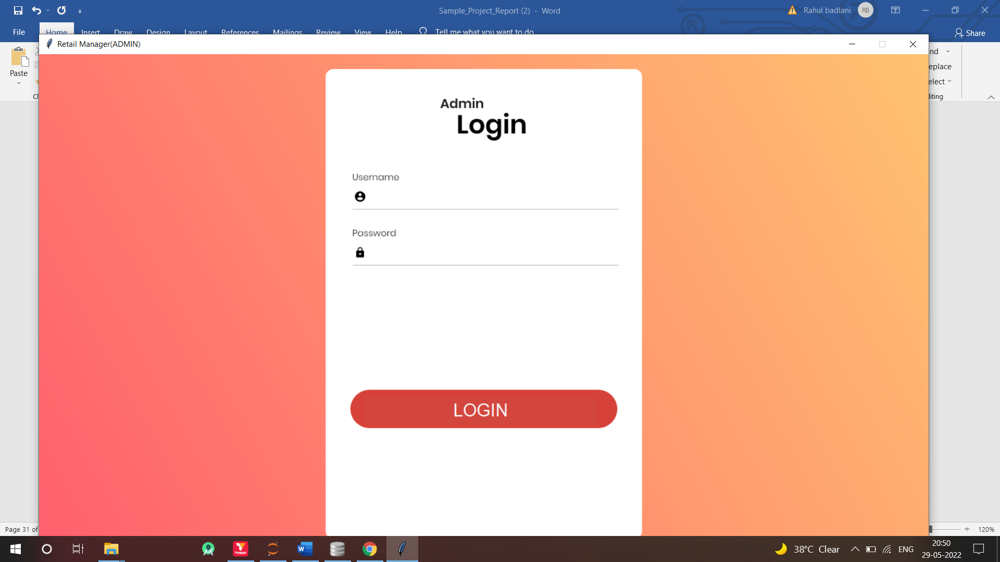 Sample_Project_Report (2) - Word
Rahul badlani
RB
File
Home
Insert
Draw
Design
Layout
References
Mailings
Review
View
Help
Tell me what you want to do
Share
Retail Manager(ADMIN)
Paste
Cl
nd
eplace
elect
diting
Admin
Login
Username
Password
LOGIN
Page 31 of
120%
Vyapar
W
38°C Clear
ENG
20:50
29-05-2022